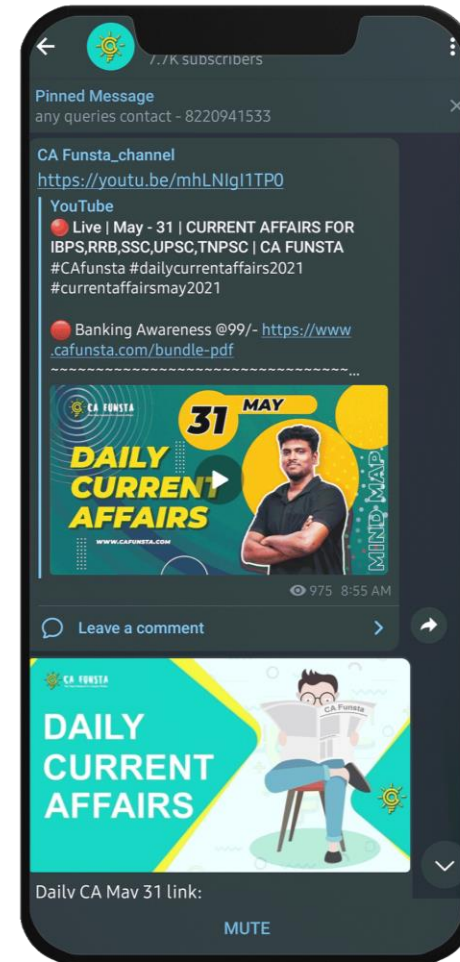 7.7K subscribers
Pinned Message
any queries contact - 8220941533
CA Funsta_channel
https://youtu.be/mhLNIgI1TP0
YouTube
🔴 Live | May - 31 | CURRENT AFFAIRS FOR
IBPS,RRB,SSC,UPSC,TNPSC | CA FUNSTA
#CAfunsta #dailycurrentaffairs2021
#currentaffairsmay2021
🔴 Banking Awareness @99/- https://www
.cafunsta.com/bundle-pdf
~~~~~~~~~~~~~~~~~~~~~~~~~~~~~~~~~...
CA FUNSTA
31 MAY
DAILY
CURRENT
AFFAIRS
WWW.CAFUNSTA.COM
MIND MAP
975 8:55 AM
Leave a comment
CA FUNSTA
CA Funsta
DAILY
CURRENT
AFFAIRS
Daily CA May 31 link:
MUTE